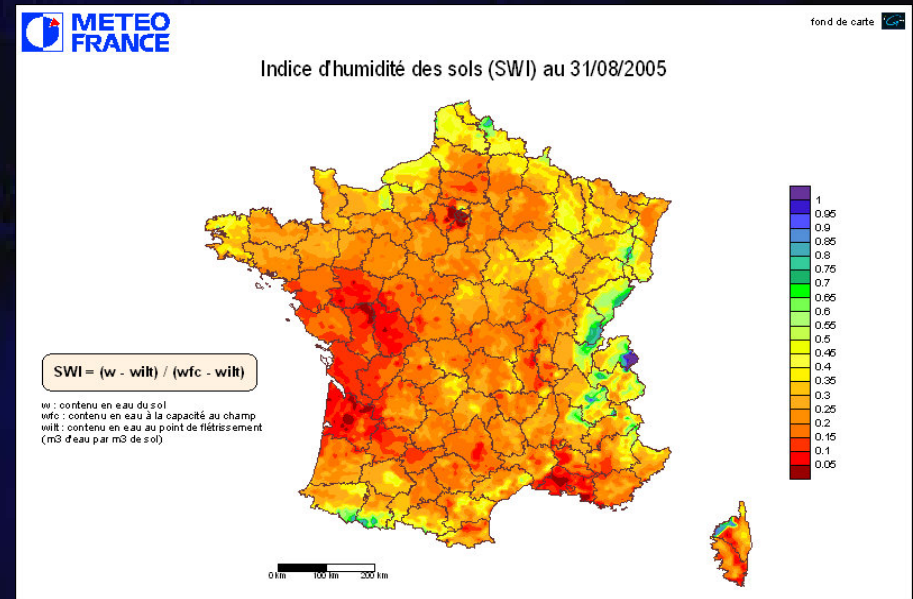 METEO
FRANCE
fond de carte
Indice d'humidité des sols (SWI) au 31/08/2005
1
0.95
0.9
0.85
0.8
0.75
0.7
0.65
0.6
0.55
0.5
0.45
0.4
0.35
0.3
0.25
0.2
0.15
0.1
0.05
SWI = (w - wilt) / (wfc - wilt)
w : contenu en eau du sol
wfc : contenu en eau à la capacité au champ
wilt : contenu en eau au point de flétrissement
(m3 d'eau par m3 de sol)
0 km 100 km 200 km